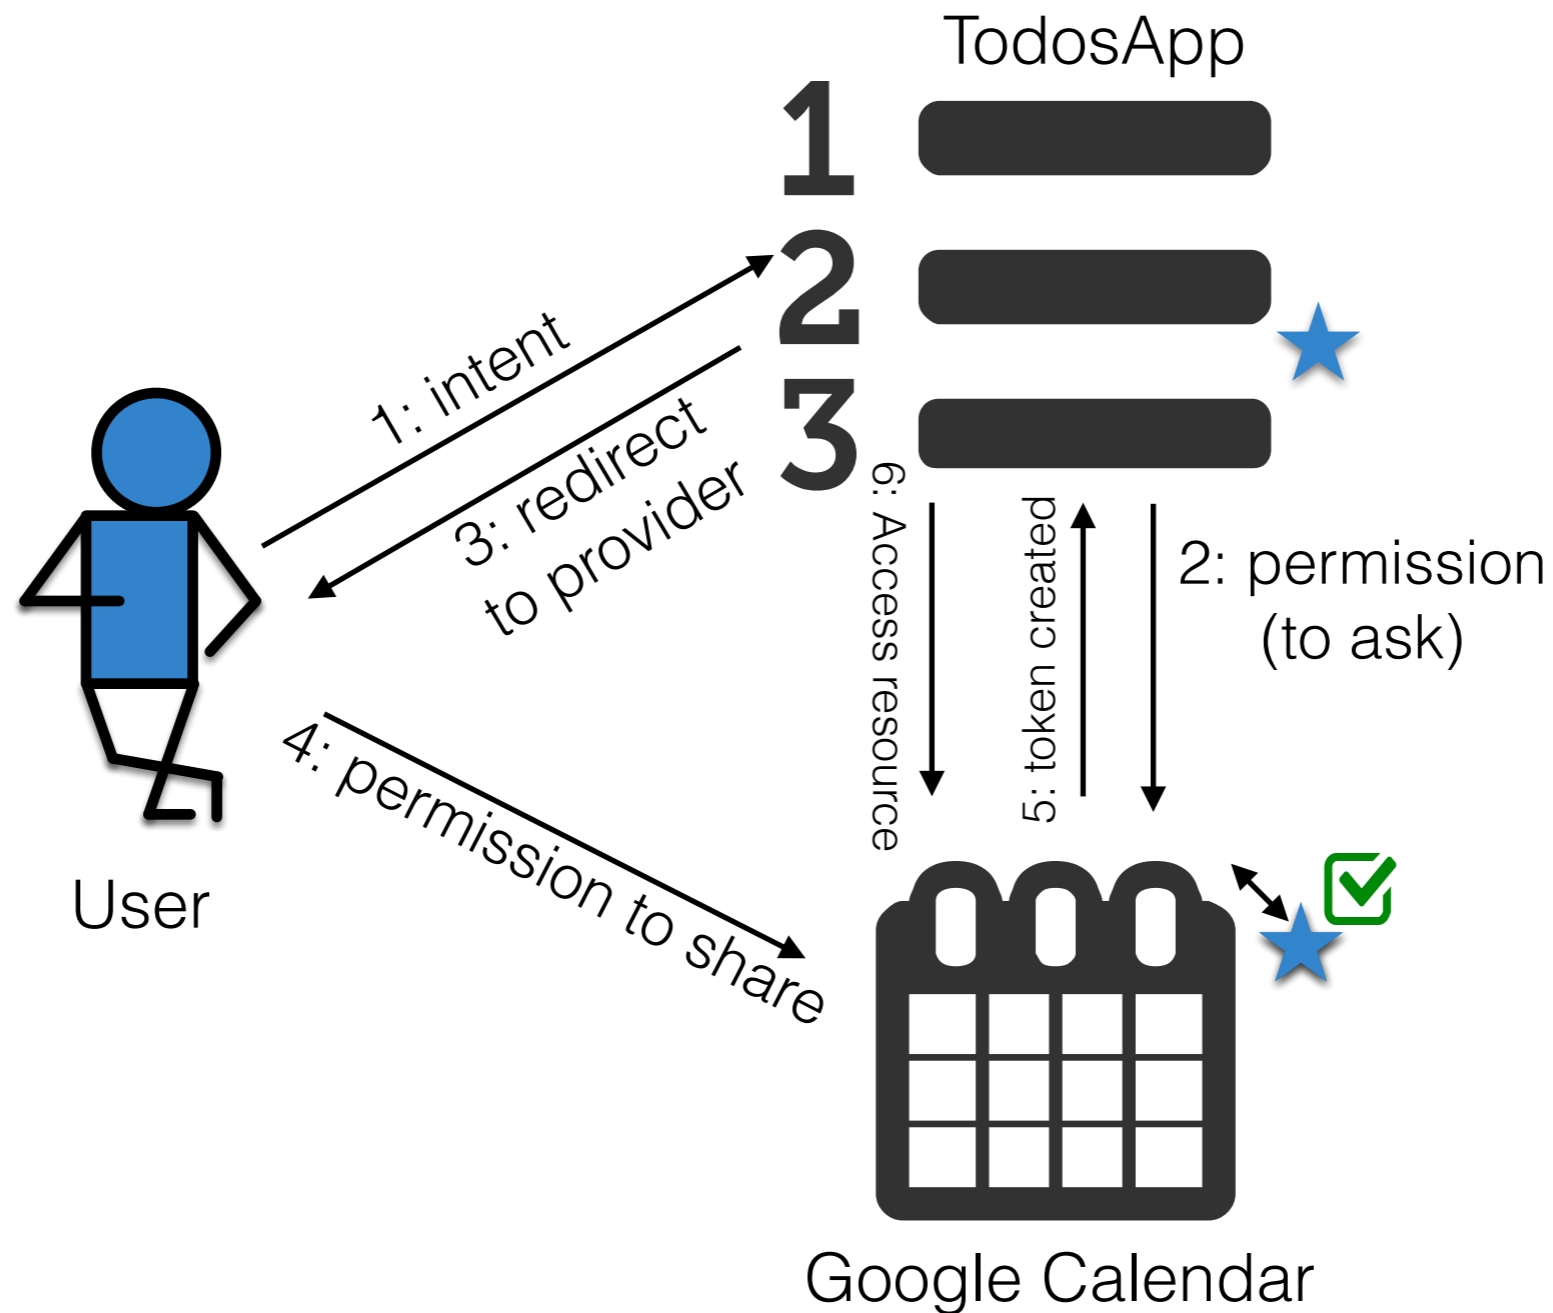 TodosApp
1
2
3
1: intent
3: redirect
to provider
6: Access resource
5: token created
2: permission
(to ask)
4: permission to share
User
Google Calendar